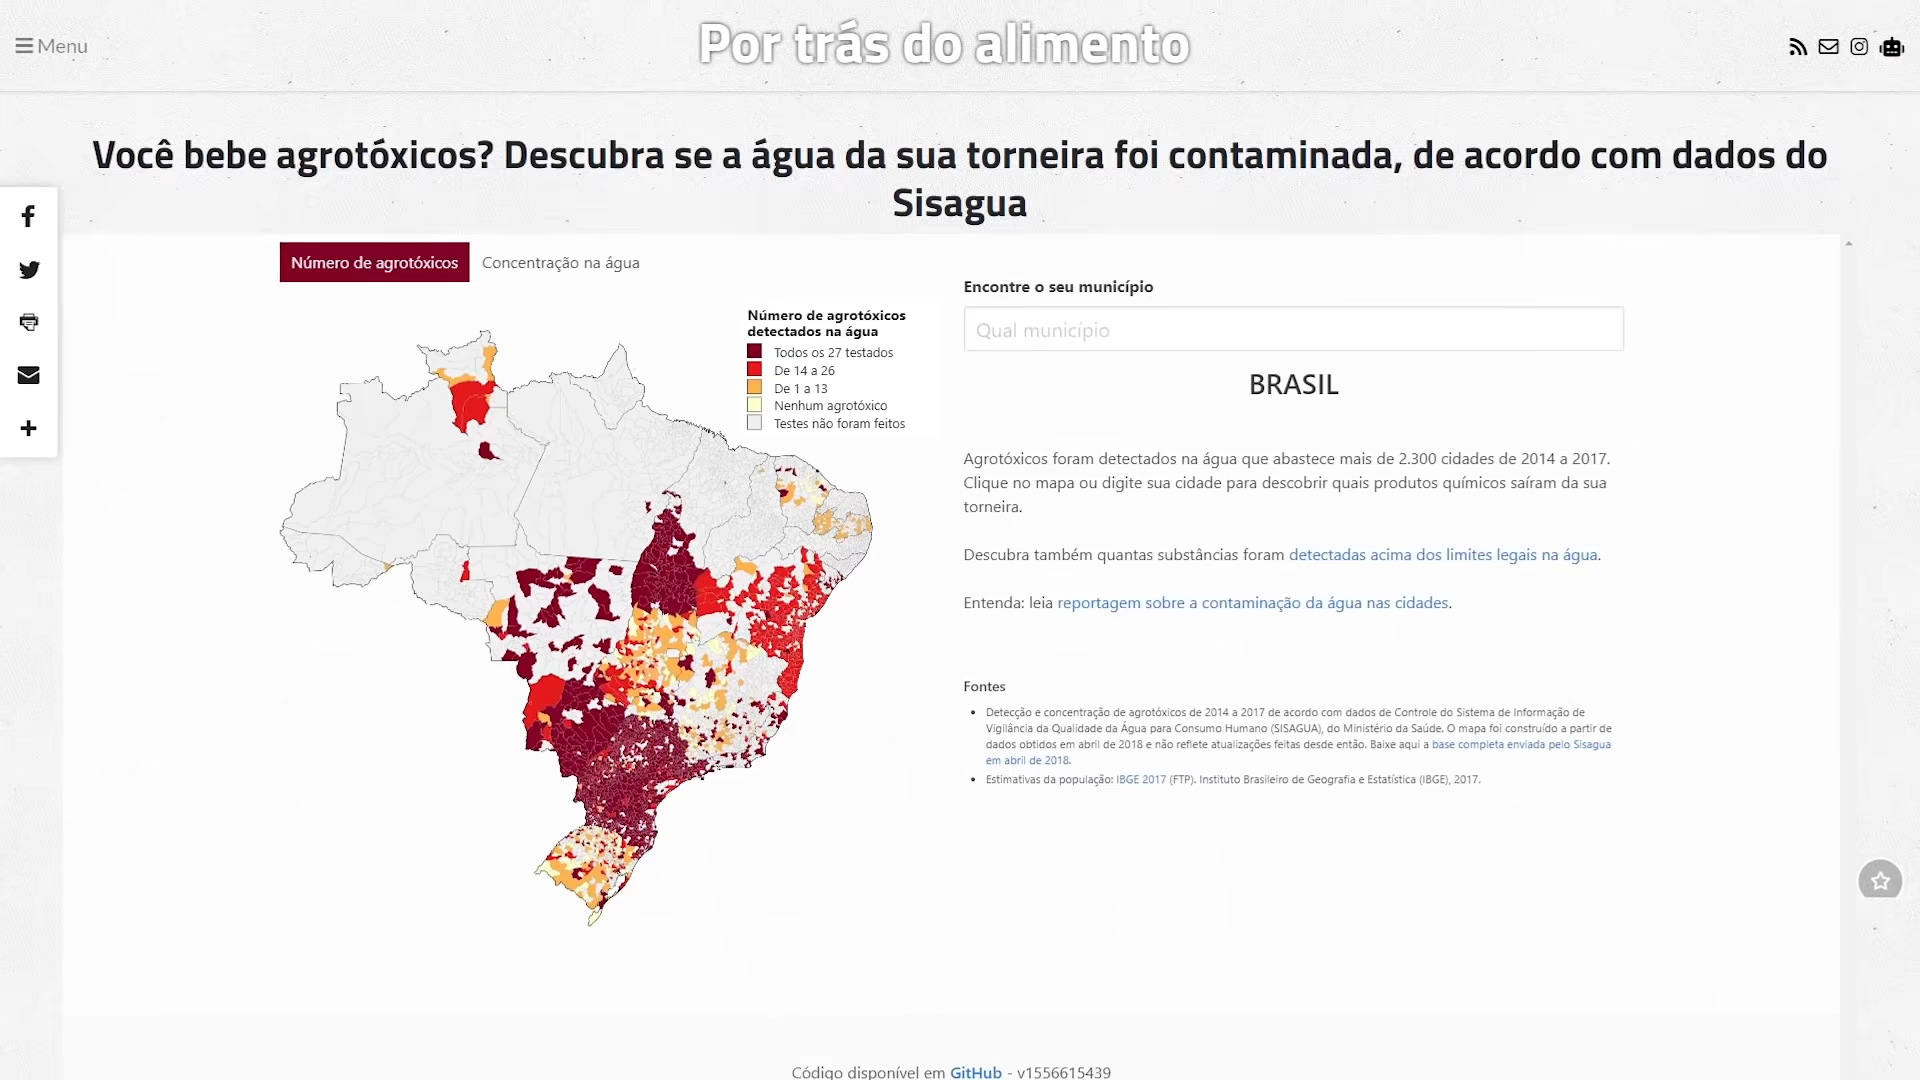 Menu
Por trás do alimento
Você bebe agrotóxicos? Descubra se a água da sua torneira foi contaminada, de acordo com dados do
Sisagua
Número de agrotóxicos
Concentração na água
Número de agrotóxicos
detectados na água
Todos os 27 testados
De 14 a 26
De 1 a 13
Nenhum agrotóxico
Testes não foram feitos
Encontre o seu município
Qual município
BRASIL
Agrotóxicos foram detectados na água que abastece mais de 2.300 cidades de 2014 a 2017.
Clique no mapa ou digite sua cidade para descobrir quais produtos químicos saíram da sua
torneira.
Descubra também quantas substâncias foram detectadas acima dos limites legais na água.
Entenda: leia reportagem sobre a contaminação da água nas cidades.
Fontes
• Detecção e concentração de agrotóxicos de 2014 a 2017 de acordo com dados de Controle do Sistema de Informação de
Vigilância da Qualidade da Água para Consumo Humano (SISAGUA), do Ministério da Saúde. O mapa foi construído a partir de
dados obtidos em abril de 2018 e não reflete atualizações feitas desde então. Baixe aqui a base completa enviada pelo Sisagua
em abril de 2018.
• Estimativas da população: IBGE 2017 (FTP). Instituto Brasileiro de Geografia e Estatística (IBGE), 2017.
Código disponível em GitHub - v1556615439